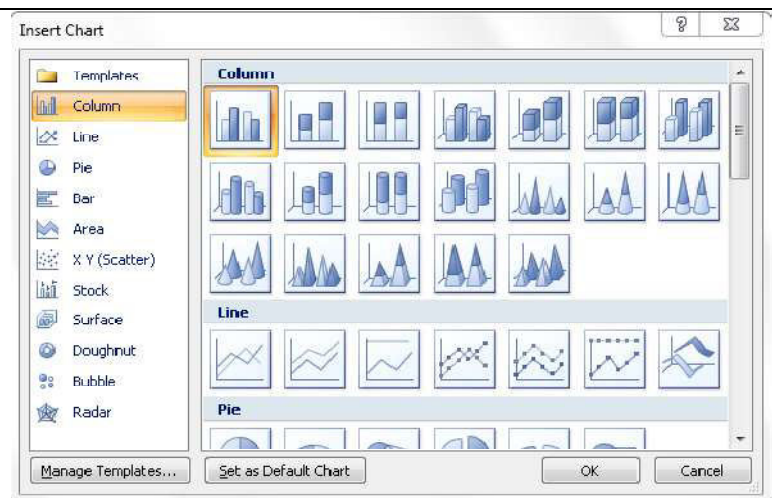 Insert Chart
Templates
Column
Line
Pie
Bar
Area
X Y (Scatter)
Stock
Surface
Doughnut
Bubble
Radar
Column
Line
Pie
Manage Templates...
Set as Default Chart
OK
Cancel